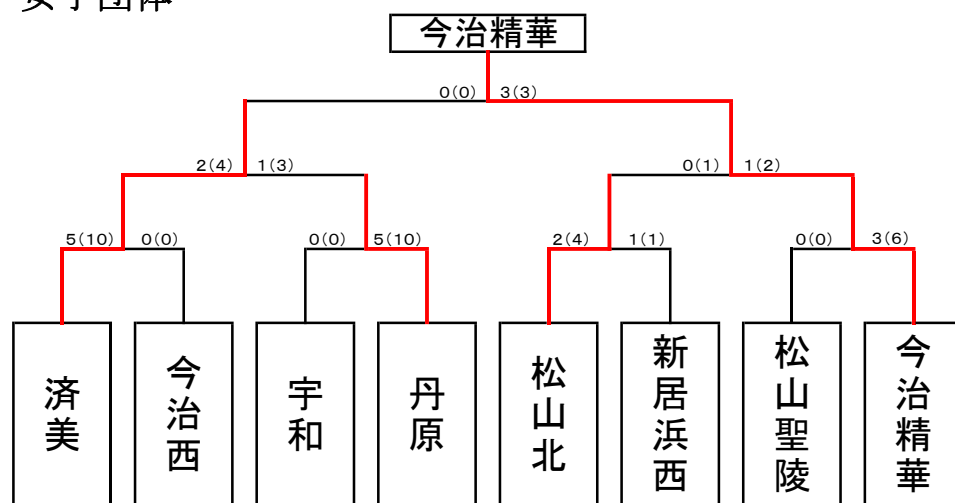 女子団体
今治精華
0(0) 3(3)
2(4) 1(3) 0(1) 1(2)
5(10) 0(0) 0(0) 5(10) 2(4) 1(1) 0(0) 3(6)
済美
今治西
宇和
丹原
松山北
新居浜西
松山聖陵
今治精華